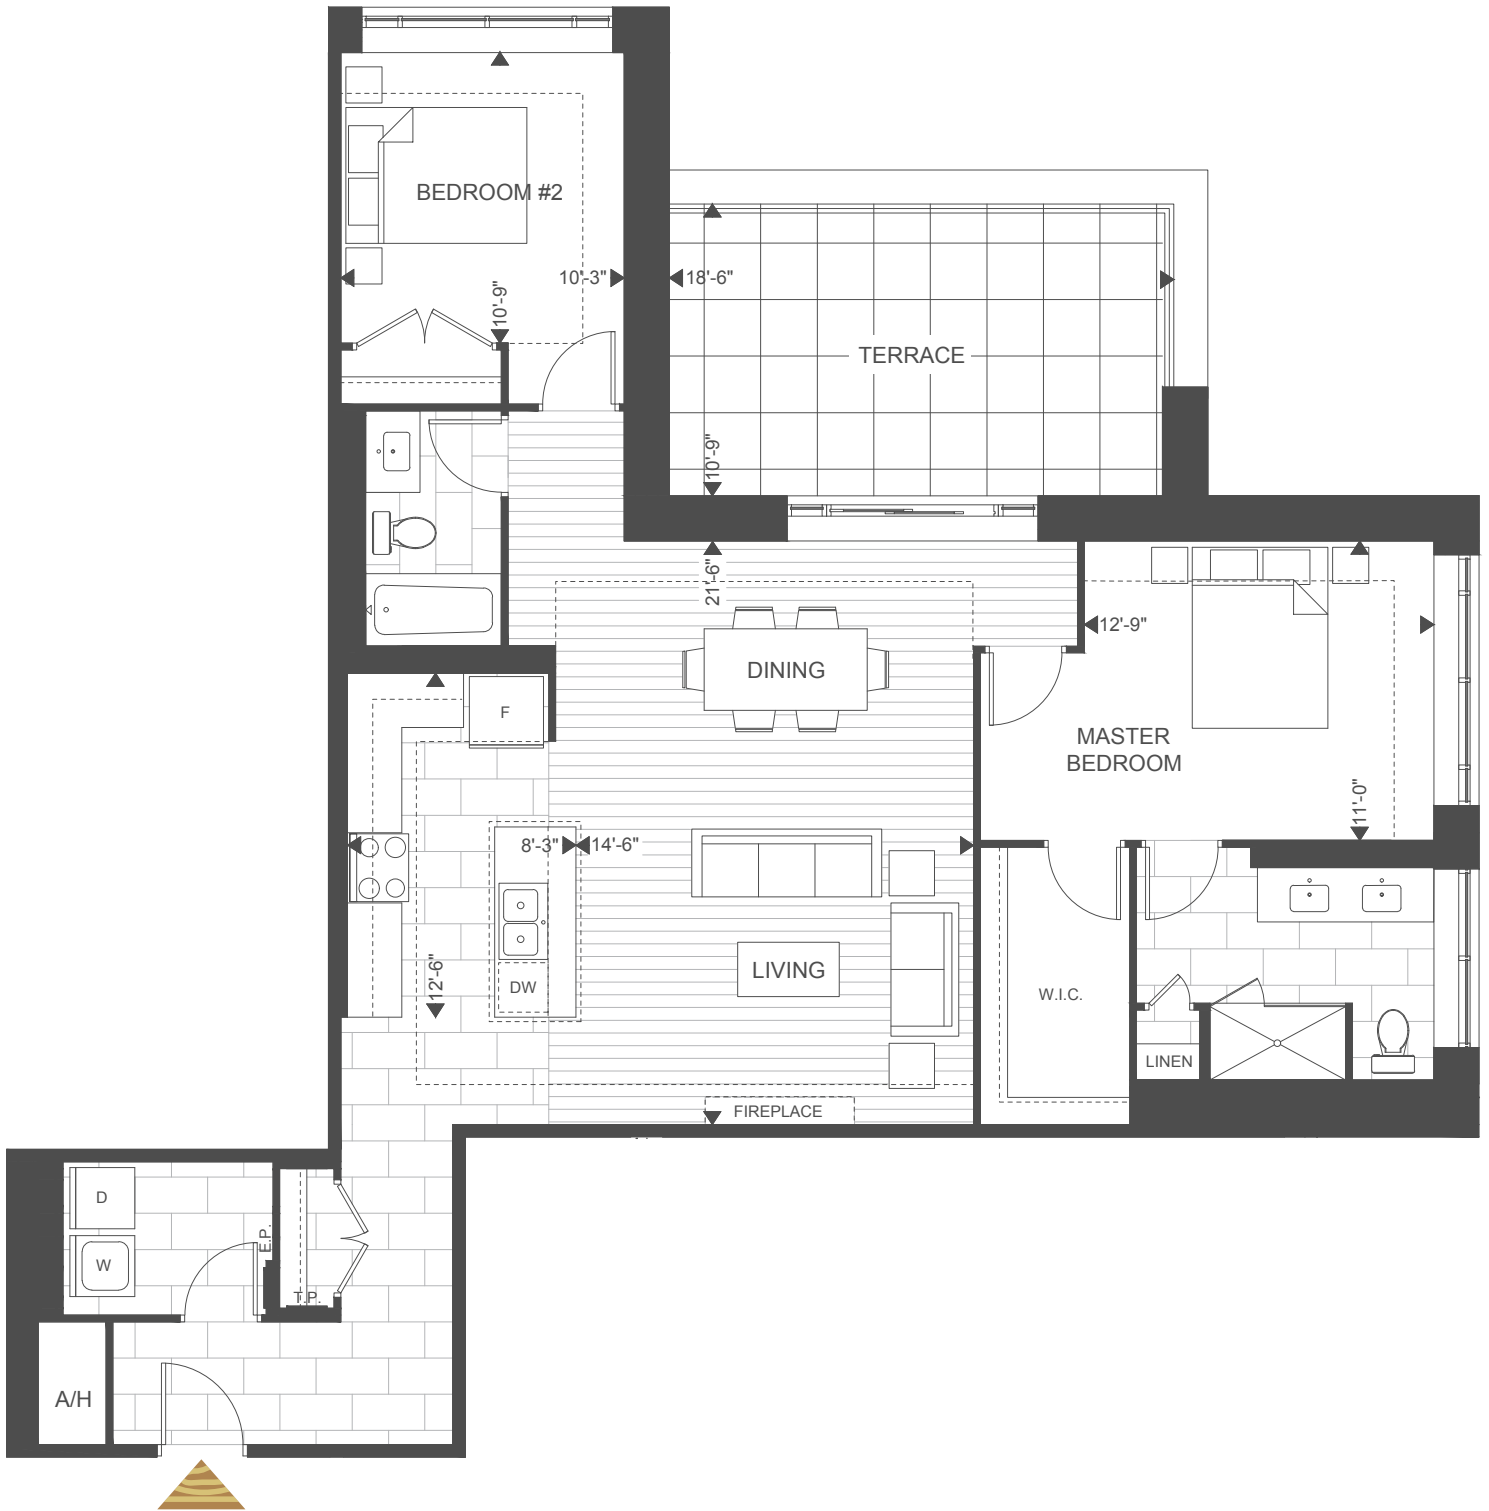 BEDROOM #2
10'-3"
18'-6"
10'-9"
TERRACE
10'-9"
21'-6"
12'-9"
DINING
F
MASTER
BEDROOM
11'-0"
8'-3"
14'-6"
12'-6"
DW
LIVING
W.I.C.
LINEN
FIREPLACE
D
E.P.
W
T.P.
A/H